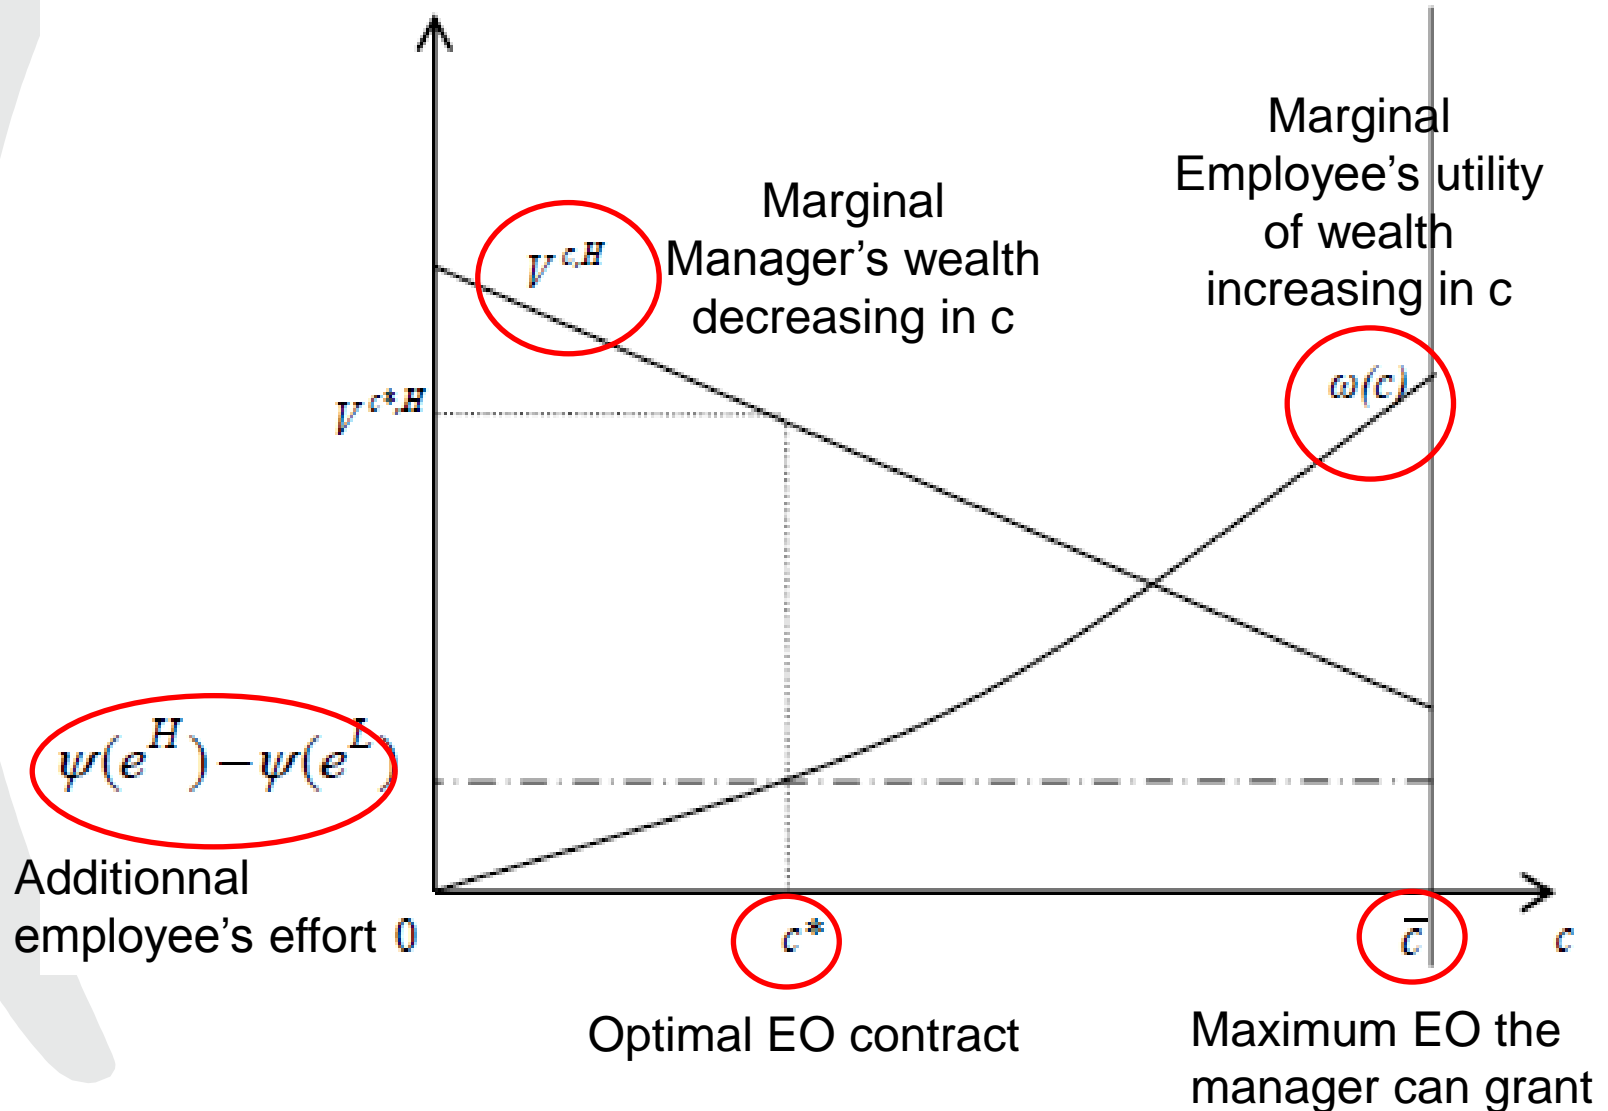 Marginal
Employee's utility
of wealth
increasing in c
Marginal
Manager's wealth
decreasing in c
V^{c,H}
ω(c)
V^{c*,H}
ψ(e^H)−ψ(e^L)
Additionnal
employee's effort 0
c*
c̅
c
Optimal EO contract
Maximum EO the
manager can grant